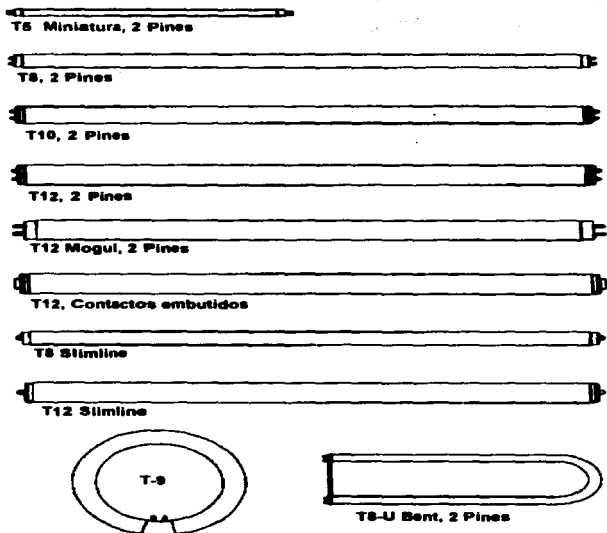 T5 Miniatura, 2 Pines
T8, 2 Pines
T10, 2 Pines
T12, 2 Pines
T12 Mogul, 2 Pines
T12, Contactos embutidos
T8 Slimline
T12 Slimline
T-9
T8-U Bent, 2 Pines